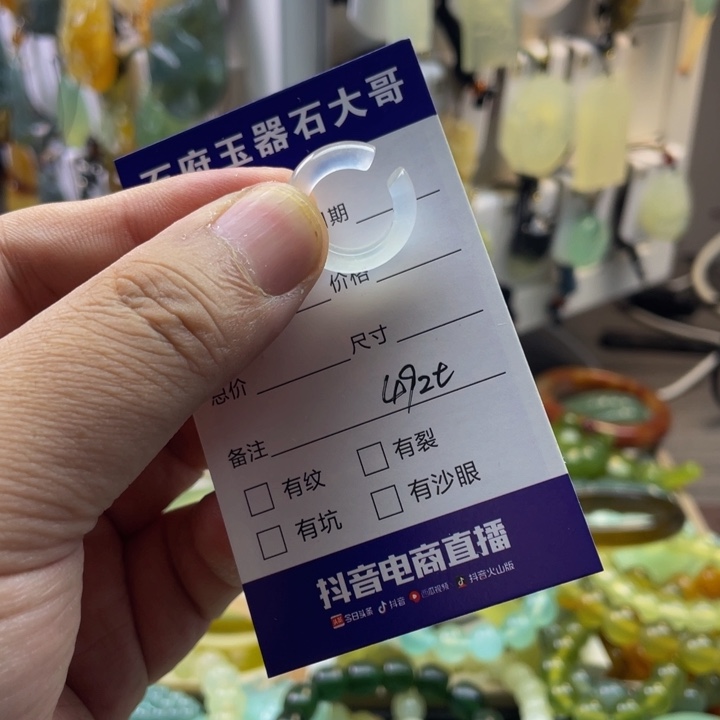 石府玉器石大哥
期
价格
尺寸
总价
492t
备注
有纹 有裂
有坑 有沙眼
抖音电商直播
今日头条 抖音 西瓜视频 抖音火山版